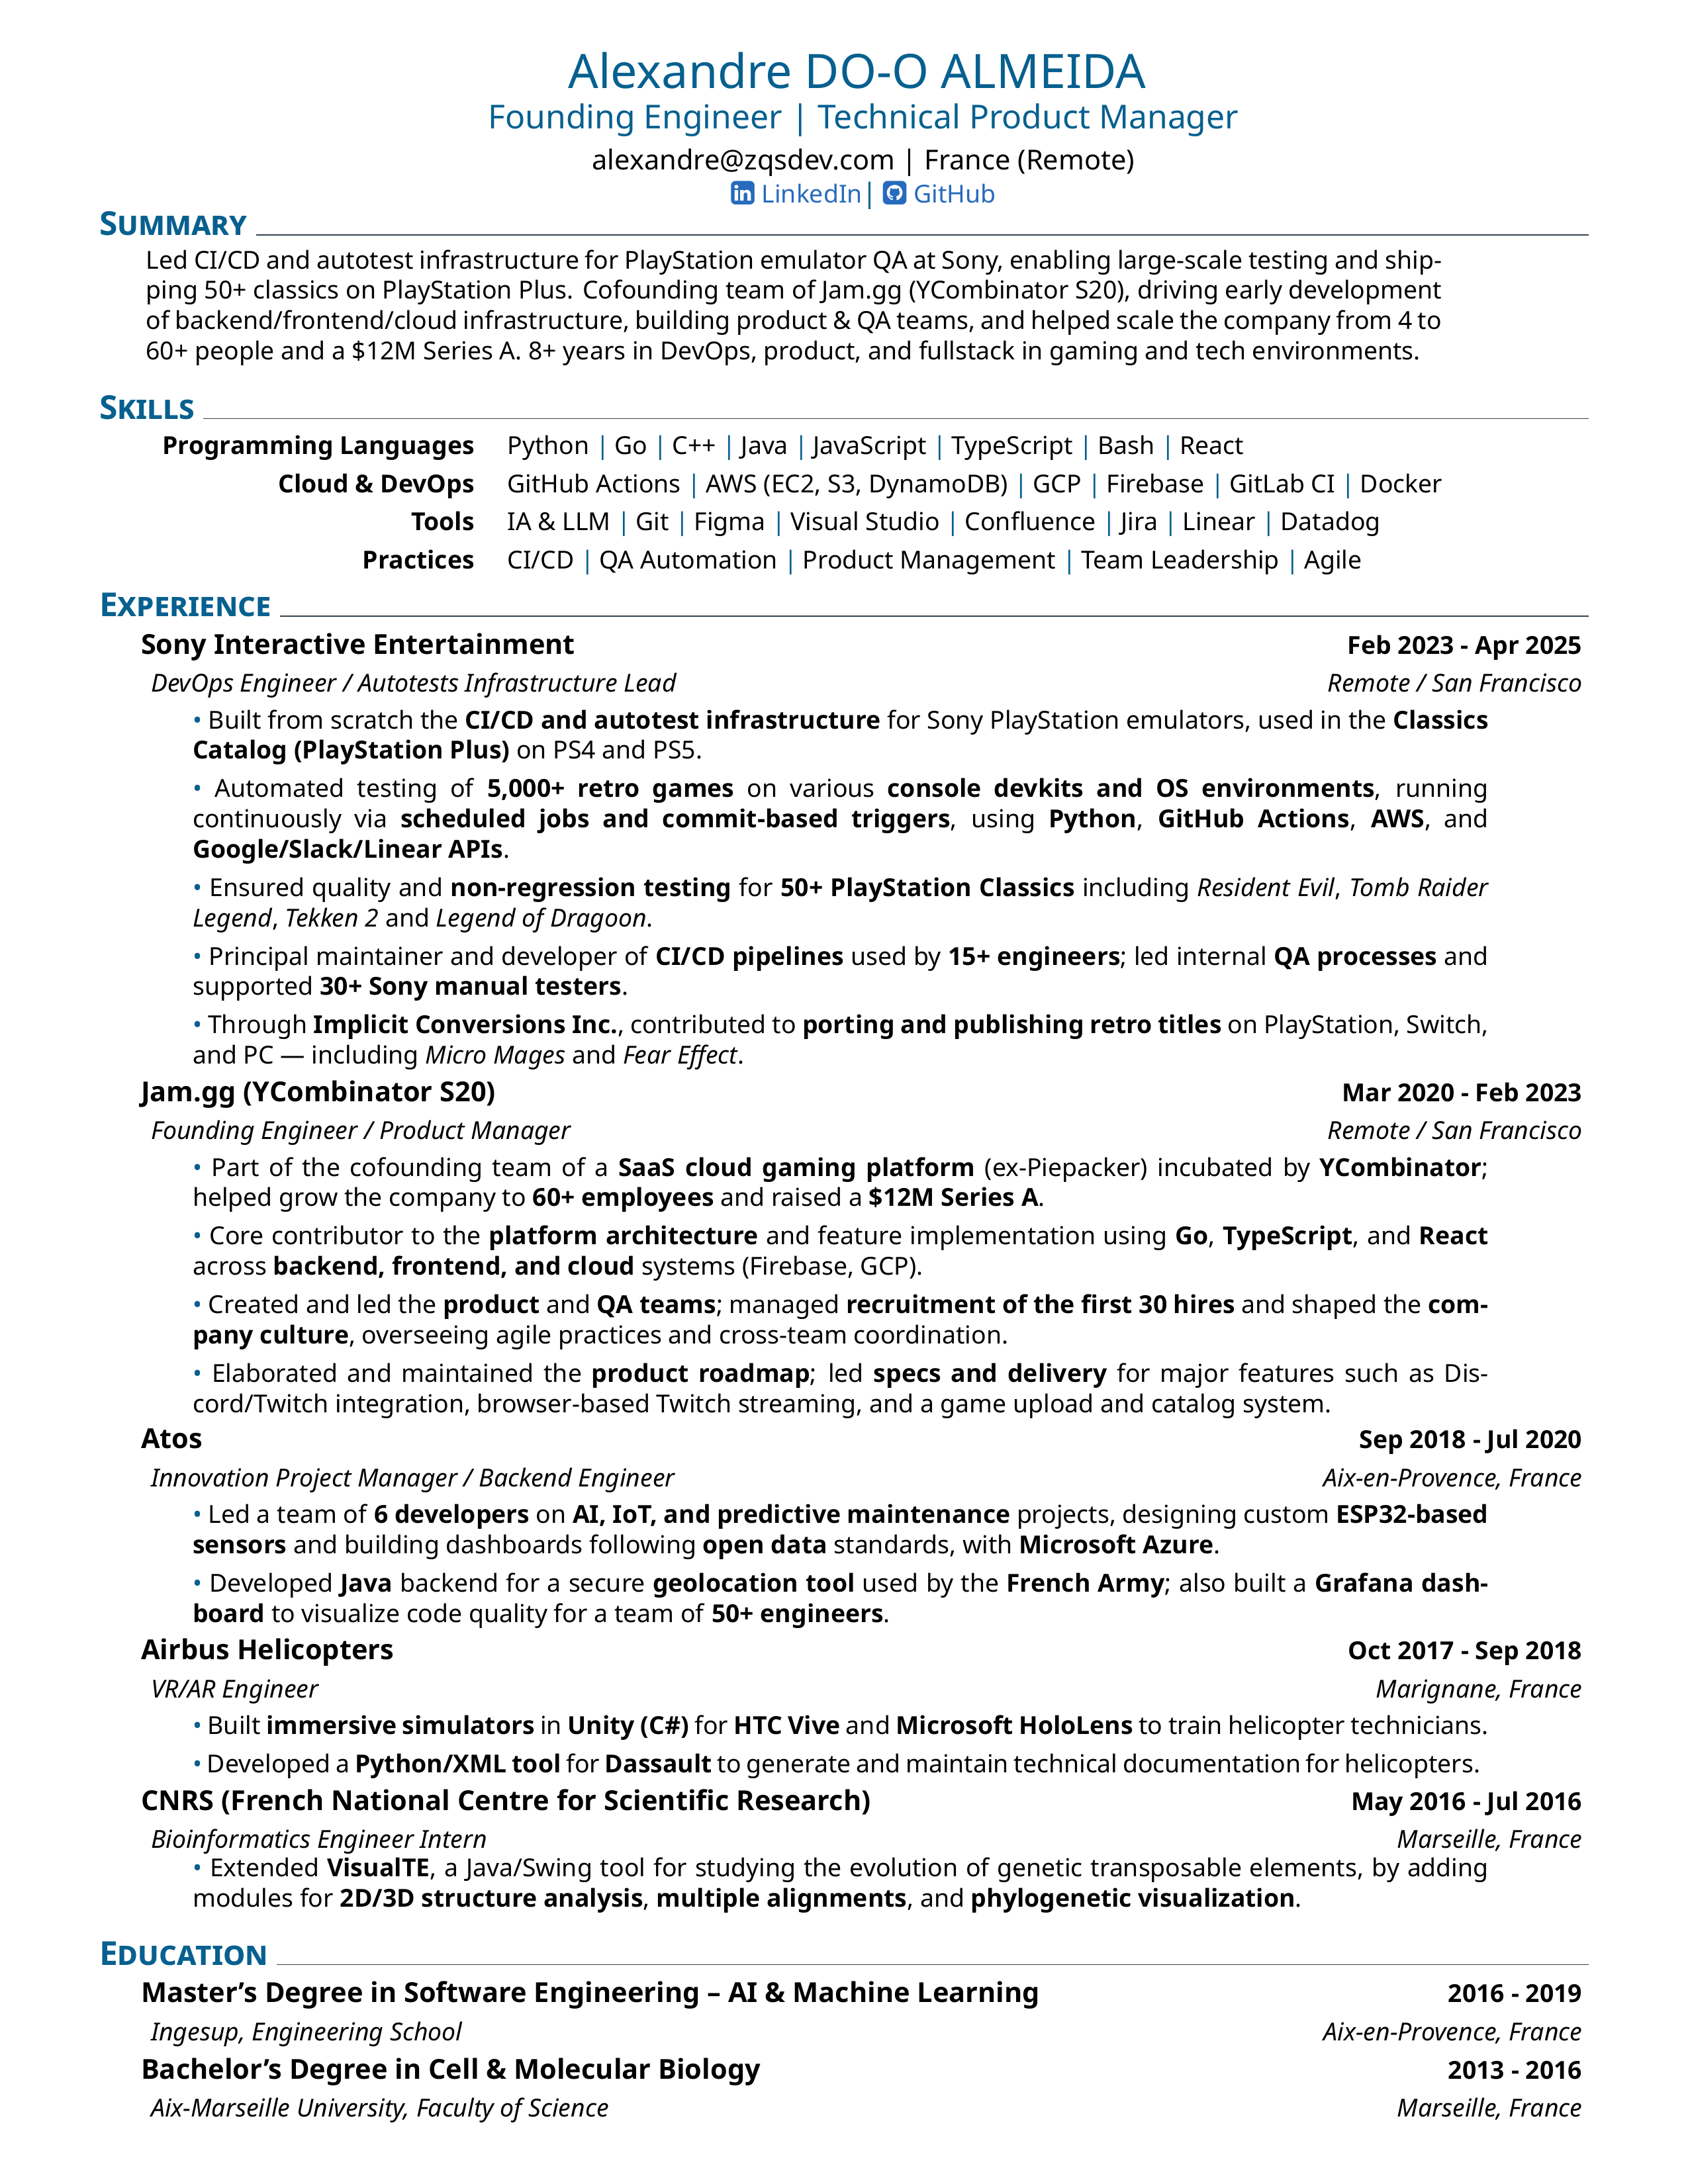 Alexandre DO-O ALMEIDA
Founding Engineer | Technical Product Manager
alexandre@zqsdev.com | France (Remote)
LinkedIn | GitHub
SUMMARY
Led CI/CD and autotest infrastructure for PlayStation emulator QA at Sony, enabling large-scale testing and ship-
ping 50+ classics on PlayStation Plus. Cofounding team of Jam.gg (YCombinator S20), driving early development
of backend/frontend/cloud infrastructure, building product & QA teams, and helped scale the company from 4 to
60+ people and a $12M Series A. 8+ years in DevOps, product, and fullstack in gaming and tech environments.
SKILLS
Programming Languages Python | Go | C++ | Java | JavaScript | TypeScript | Bash | React
Cloud & DevOps GitHub Actions | AWS (EC2, S3, DynamoDB) | GCP | Firebase | GitLab CI | Docker
Tools IA & LLM | Git | Figma | Visual Studio | Confluence | Jira | Linear | Datadog
Practices CI/CD | QA Automation | Product Management | Team Leadership | Agile
EXPERIENCE
Sony Interactive Entertainment Feb 2023 - Apr 2025
DevOps Engineer / Autotests Infrastructure Lead Remote / San Francisco
• Built from scratch the CI/CD and autotest infrastructure for Sony PlayStation emulators, used in the Classics
Catalog (PlayStation Plus) on PS4 and PS5.
• Automated testing of 5,000+ retro games on various console devkits and OS environments, running
continuously via scheduled jobs and commit-based triggers, using Python, GitHub Actions, AWS, and
Google/Slack/Linear APIs.
• Ensured quality and non-regression testing for 50+ PlayStation Classics including Resident Evil, Tomb Raider
Legend, Tekken 2 and Legend of Dragoon.
• Principal maintainer and developer of CI/CD pipelines used by 15+ engineers; led internal QA processes and
supported 30+ Sony manual testers.
• Through Implicit Conversions Inc., contributed to porting and publishing retro titles on PlayStation, Switch,
and PC — including Micro Mages and Fear Effect.
Jam.gg (YCombinator S20) Mar 2020 - Feb 2023
Founding Engineer / Product Manager Remote / San Francisco
• Part of the cofounding team of a SaaS cloud gaming platform (ex-Piepacker) incubated by YCombinator;
helped grow the company to 60+ employees and raised a $12M Series A.
• Core contributor to the platform architecture and feature implementation using Go, TypeScript, and React
across backend, frontend, and cloud systems (Firebase, GCP).
• Created and led the product and QA teams; managed recruitment of the first 30 hires and shaped the com-
pany culture, overseeing agile practices and cross-team coordination.
• Elaborated and maintained the product roadmap; led specs and delivery for major features such as Dis-
cord/Twitch integration, browser-based Twitch streaming, and a game upload and catalog system.
Atos Sep 2018 - Jul 2020
Innovation Project Manager / Backend Engineer Aix-en-Provence, France
• Led a team of 6 developers on AI, IoT, and predictive maintenance projects, designing custom ESP32-based
sensors and building dashboards following open data standards, with Microsoft Azure.
• Developed Java backend for a secure geolocation tool used by the French Army; also built a Grafana dash-
board to visualize code quality for a team of 50+ engineers.
Airbus Helicopters Oct 2017 - Sep 2018
VR/AR Engineer Marignane, France
• Built immersive simulators in Unity (C#) for HTC Vive and Microsoft HoloLens to train helicopter technicians.
• Developed a Python/XML tool for Dassault to generate and maintain technical documentation for helicopters.
CNRS (French National Centre for Scientific Research) May 2016 - Jul 2016
Bioinformatics Engineer Intern Marseille, France
• Extended VisualTE, a Java/Swing tool for studying the evolution of genetic transposable elements, by adding
modules for 2D/3D structure analysis, multiple alignments, and phylogenetic visualization.
EDUCATION
Master’s Degree in Software Engineering – AI & Machine Learning 2016 - 2019
Ingesup, Engineering School Aix-en-Provence, France
Bachelor’s Degree in Cell & Molecular Biology 2013 - 2016
Aix-Marseille University, Faculty of Science Marseille, France